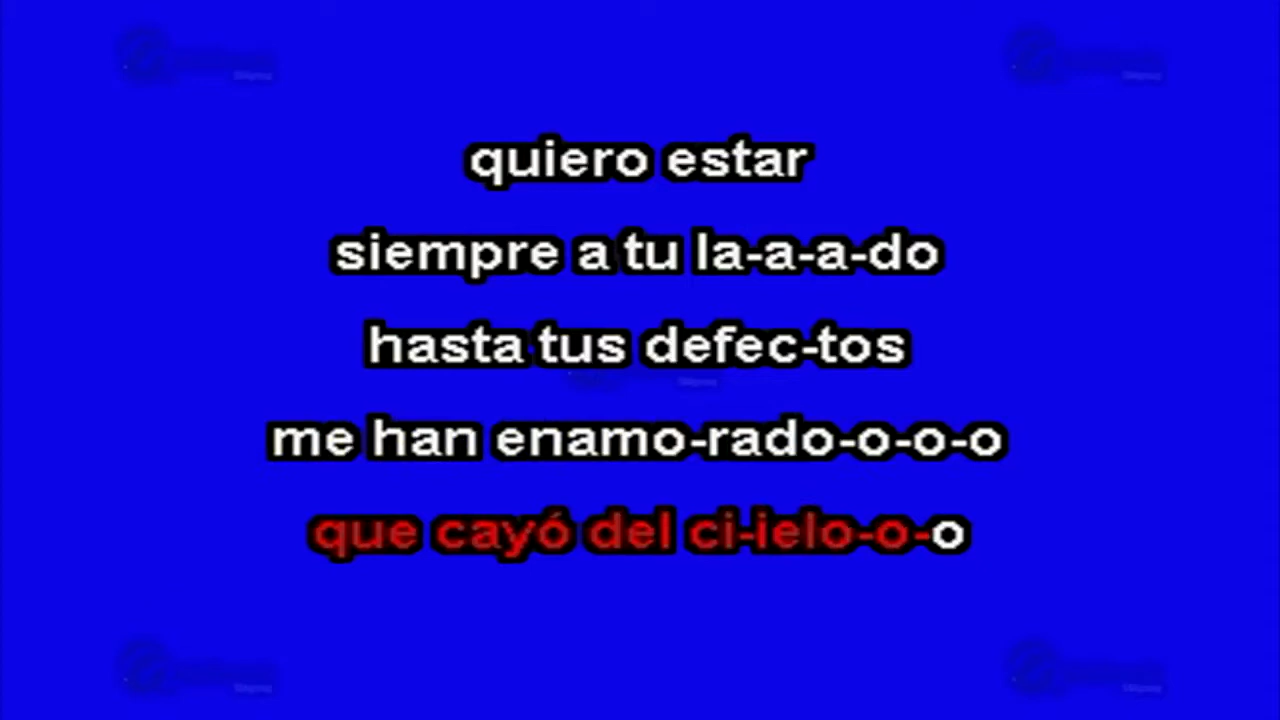 quiero estar
siempre a tu la-a-a-do
hasta tus defec-tos
me han enamo-rado-o-o-o
que cayó del ci-ielo-o-o